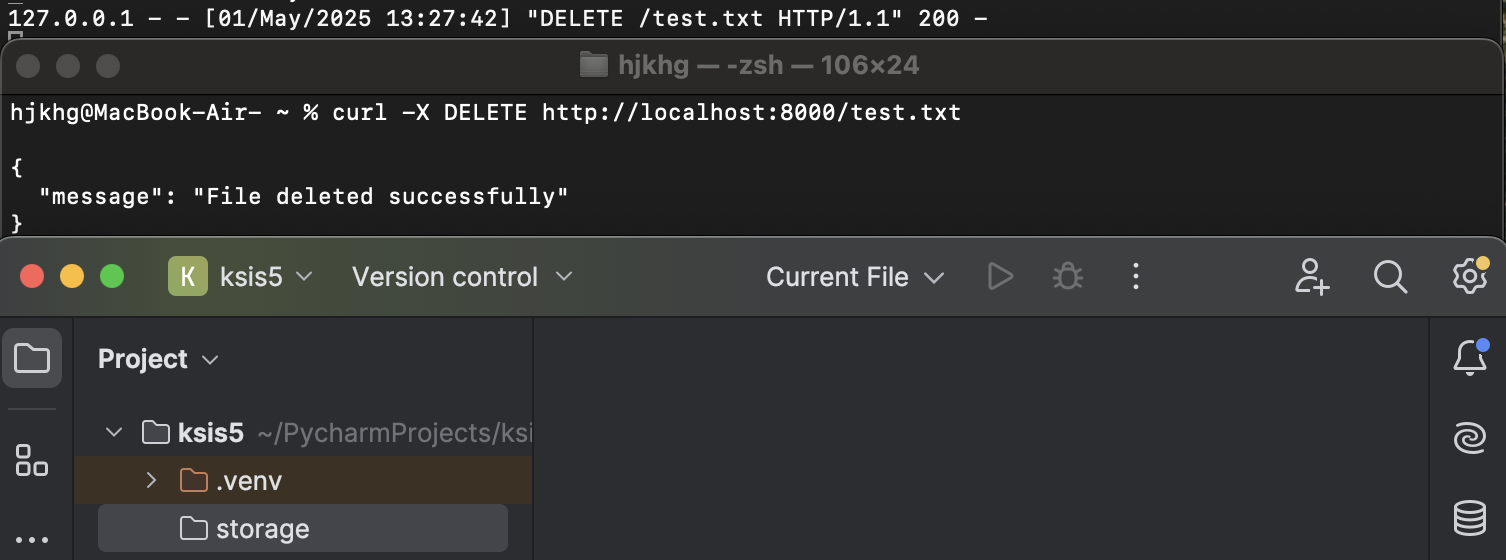 127.0.0.1 - - [01/May/2025 13:27:42] "DELETE /test.txt HTTP/1.1" 200 -
hjkhg — -zsh — 106×24
hjkhg@MacBook-Air- ~ % curl -X DELETE http://localhost:8000/test.txt
{
  "message": "File deleted successfully"
}
K ksis5 Version control Current File
Project
ksis5 ~/PycharmProjects/ksi
.venv
storage